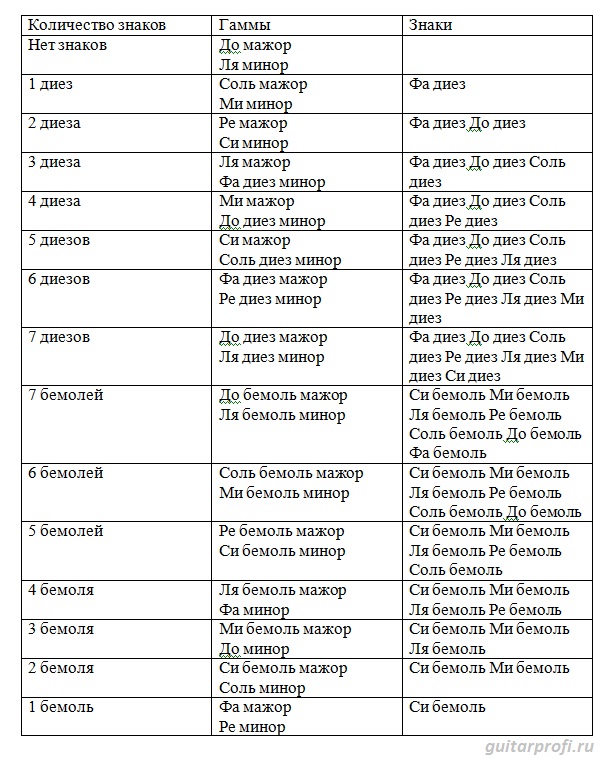 Количество знаков Гаммы Знаки
Нет знаков До мажор
Ля минор
1 диез Соль мажор Фа диез
Ми минор
2 диеза Ре мажор Фа диез До диез
Си минор
3 диеза Ля мажор Фа диез До диез Соль
Фа диез минор диез
4 диеза Ми мажор Фа диез До диез Соль
До диез минор диез Ре диез
5 диезов Си мажор Фа диез До диез Соль
Соль диез минор диез Ре диез Ля диез
6 диезов Фа диез мажор Фа диез До диез Соль
Ре диез минор диез Ре диез Ля диез Ми
диез
7 диезов До диез мажор Фа диез До диез Соль
Ля диез минор диез Ре диез Ля диез Ми
диез Си диез
7 бемолей До бемоль мажор Си бемоль Ми бемоль
Ля бемоль минор Ля бемоль Ре бемоль
Соль бемоль До бемоль
Фа бемоль
6 бемолей Соль бемоль мажор Си бемоль Ми бемоль
Ми бемоль минор Ля бемоль Ре бемоль
Соль бемоль До бемоль
5 бемолей Ре бемоль мажор Си бемоль Ми бемоль
Си бемоль минор Ля бемоль Ре бемоль
Соль бемоль
4 бемоля Ля бемоль мажор Си бемоль Ми бемоль
Фа минор Ля бемоль Ре бемоль
3 бемоля Ми бемоль мажор Си бемоль Ми бемоль
До минор Ля бемоль
2 бемоля Си бемоль мажор Си бемоль Ми бемоль
Соль минор
1 бемоль Фа мажор Си бемоль
Ре минор
guitarprofi.ru